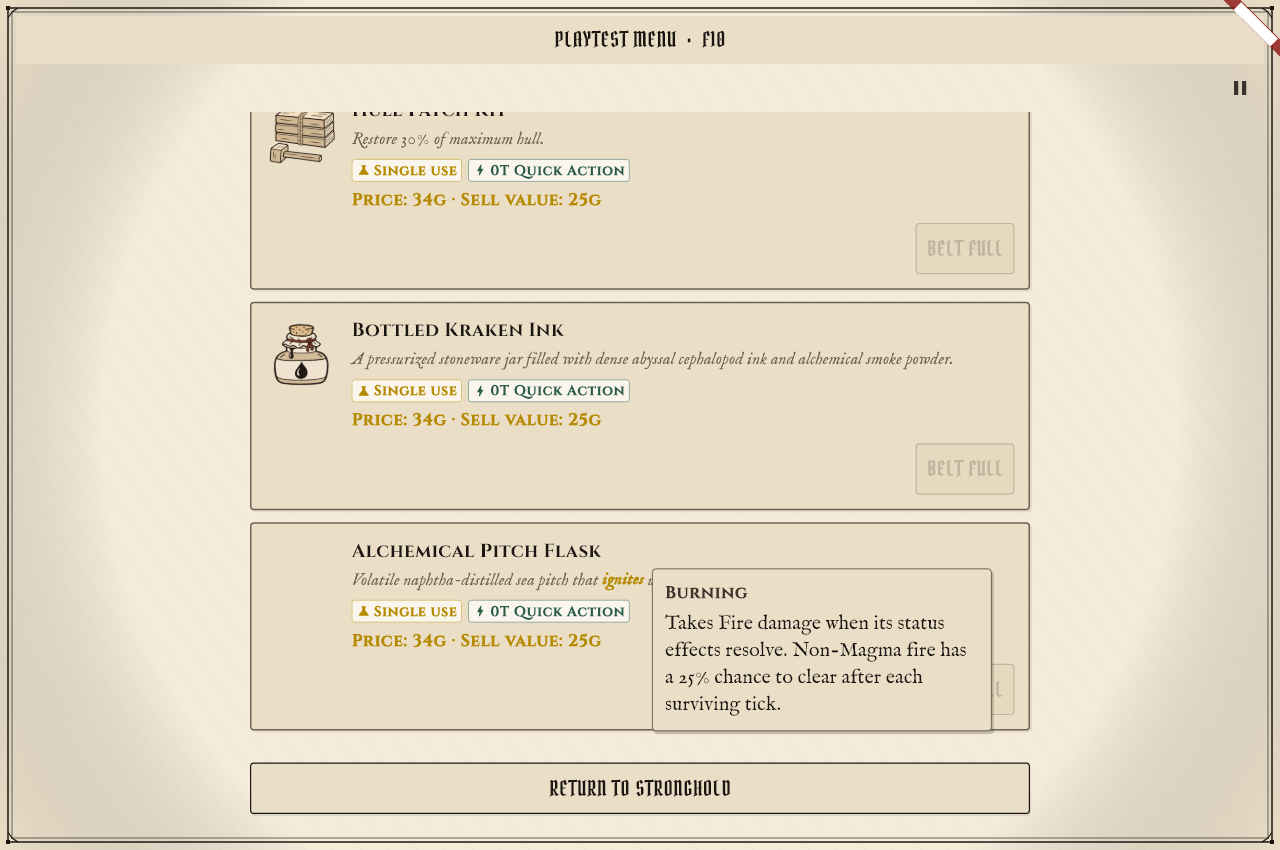 PLAYTEST MENU · F10
HULL PATCH KIT
Restore 30% of maximum hull.
SINGLE USE 0T QUICK ACTION
PRICE: 34G · SELL VALUE: 25G
BELT FULL
BOTTLED KRAKEN INK
A pressurized stoneware jar filled with dense abyssal cephalopod ink and alchemical smoke powder.
SINGLE USE 0T QUICK ACTION
PRICE: 34G · SELL VALUE: 25G
BELT FULL
ALCHEMICAL PITCH FLASK
Volatile naphtha-distilled sea pitch that ignites
SINGLE USE 0T QUICK ACTION
PRICE: 34G · SELL VALUE: 25G
BURNING
Takes Fire damage when its status
effects resolve. Non-Magma fire has
a 25% chance to clear after each
surviving tick.
RETURN TO STRONGHOLD